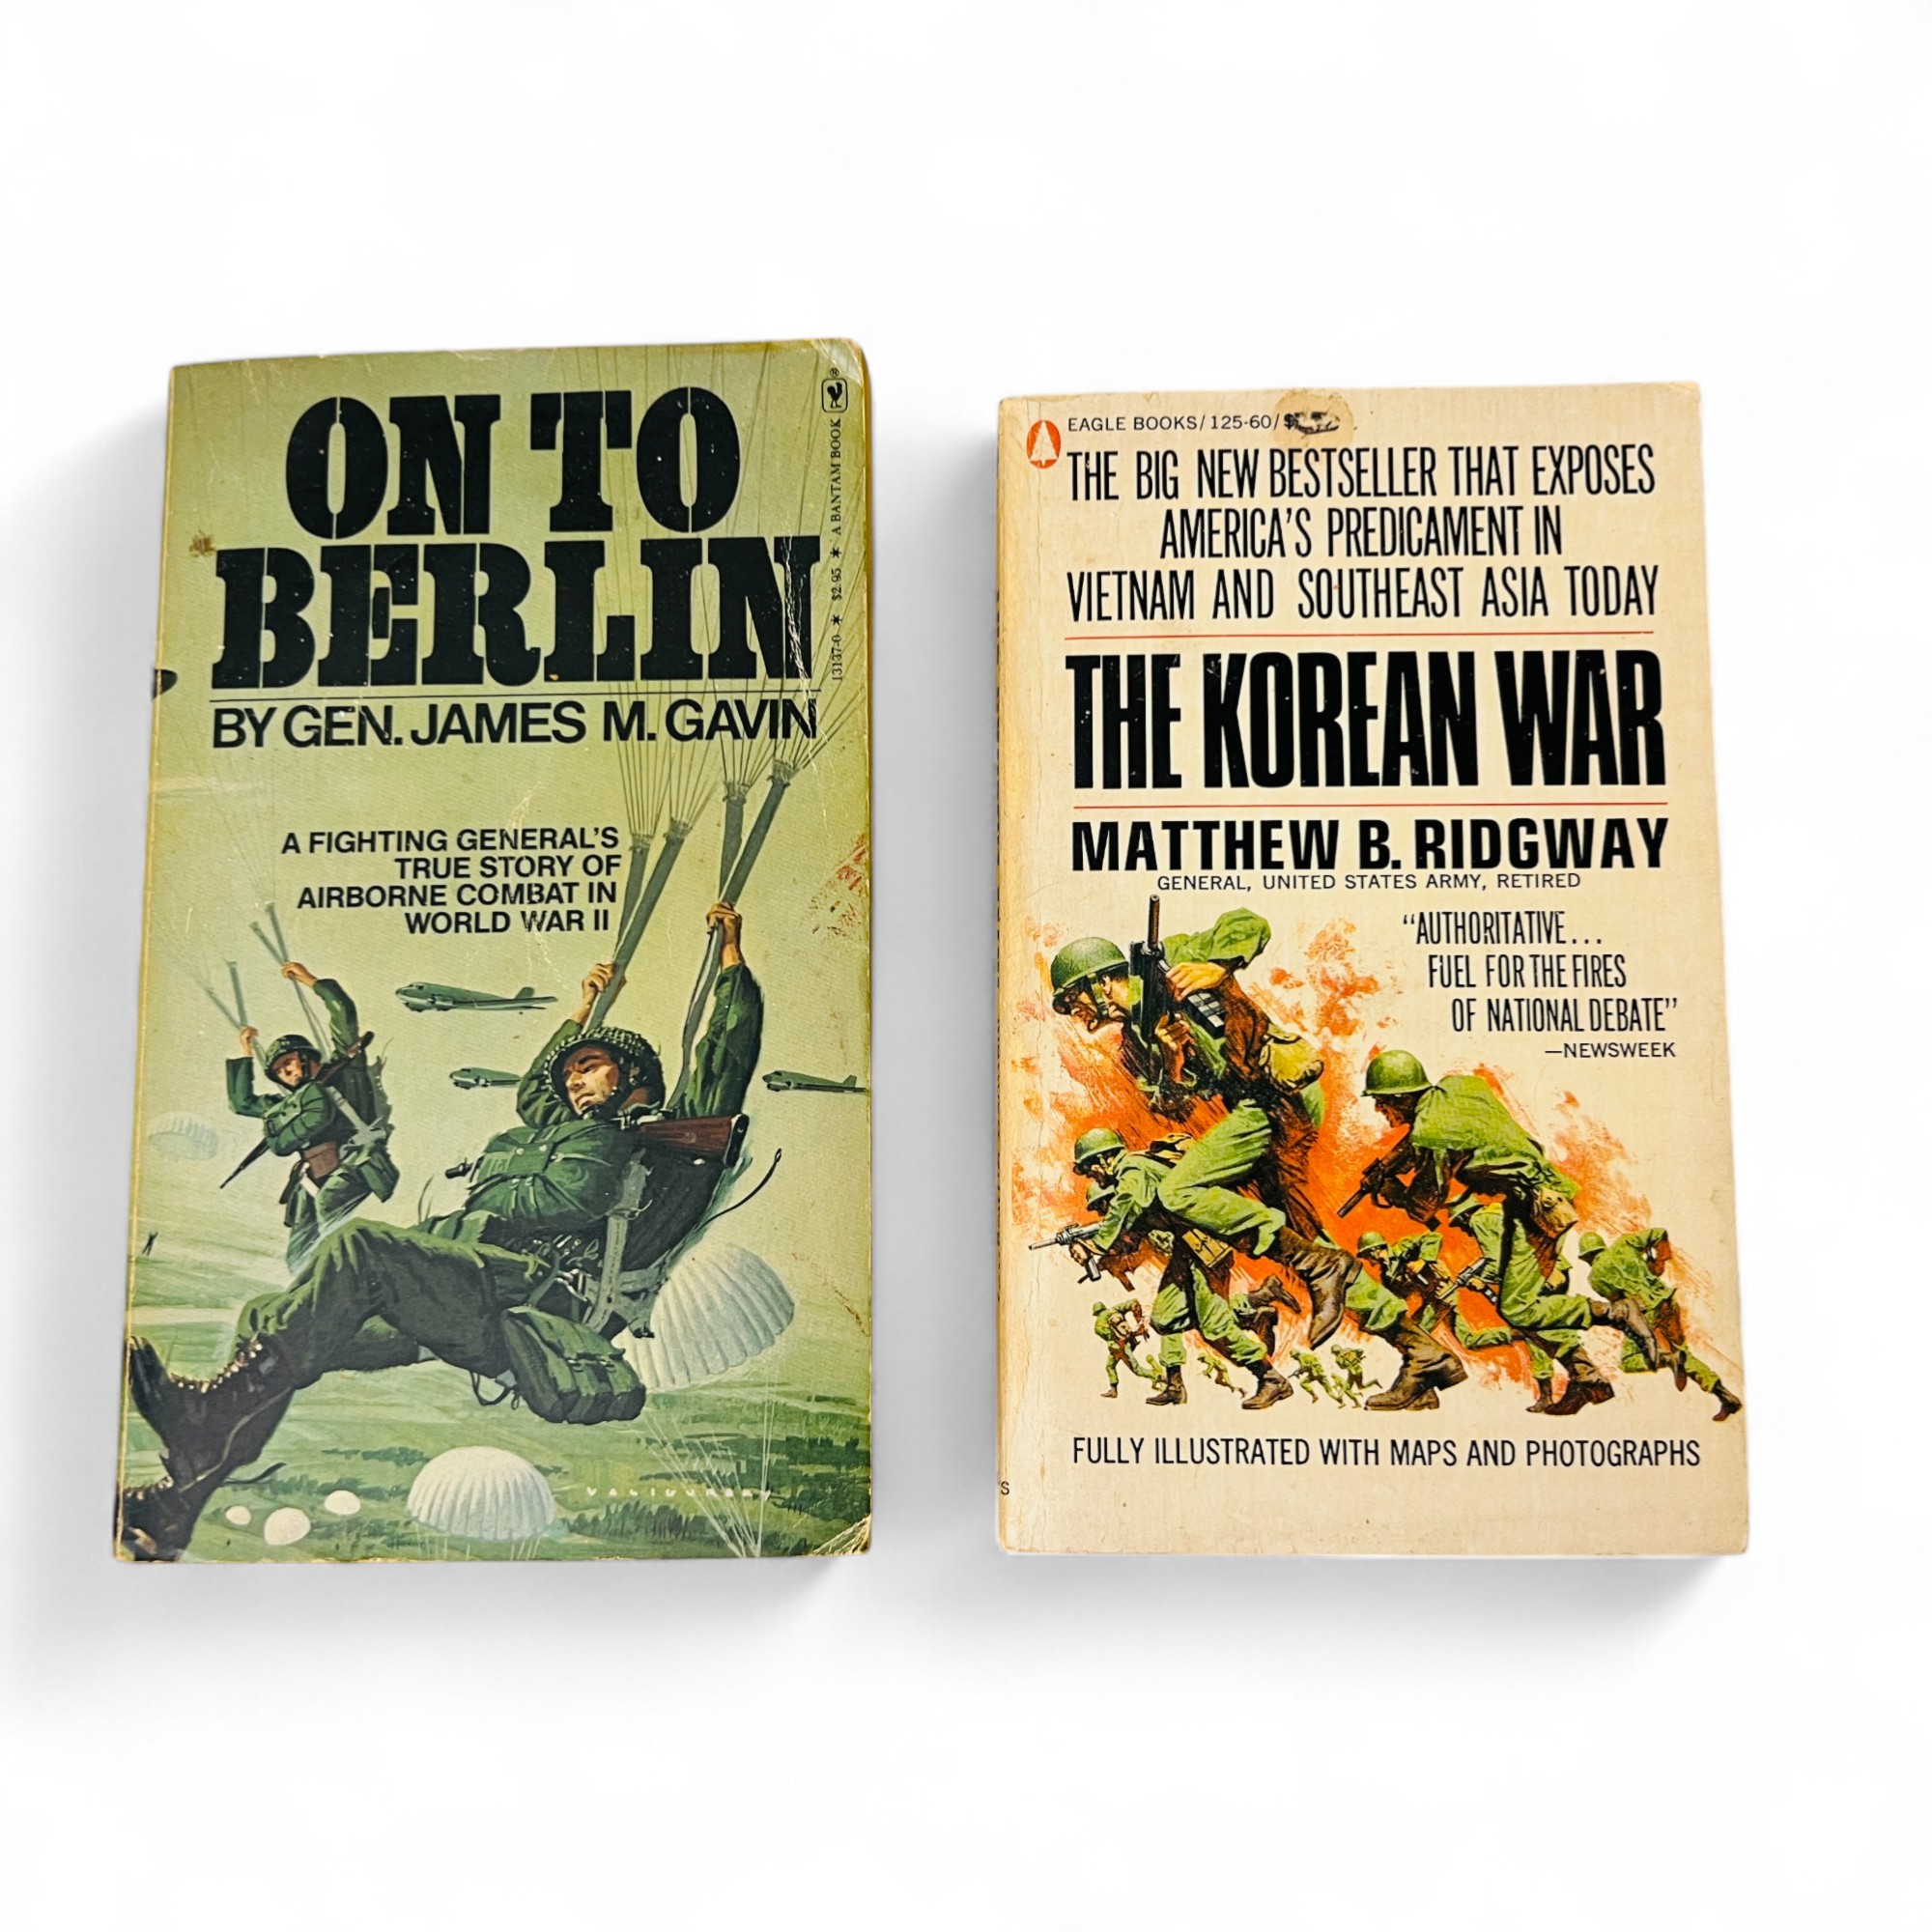 ON TO
BERLIN
BY GEN. JAMES M. GAVIN
A FIGHTING GENERAL'S
TRUE STORY OF
AIRBORNE COMBAT IN
WORLD WAR II
13137-0 * $2.95 * A BANTAM BOOK ®
EAGLE BOOKS/125-60/
THE BIG NEW BESTSELLER THAT EXPOSES
AMERICA'S PREDICAMENT IN
VIETNAM AND SOUTHEAST ASIA TODAY
THE KOREAN WAR
MATTHEW B. RIDGWAY
GENERAL, UNITED STATES ARMY, RETIRED
“AUTHORITATIVE...
FUEL FOR THE FIRES
OF NATIONAL DEBATE”
—NEWSWEEK
FULLY ILLUSTRATED WITH MAPS AND PHOTOGRAPHS
S